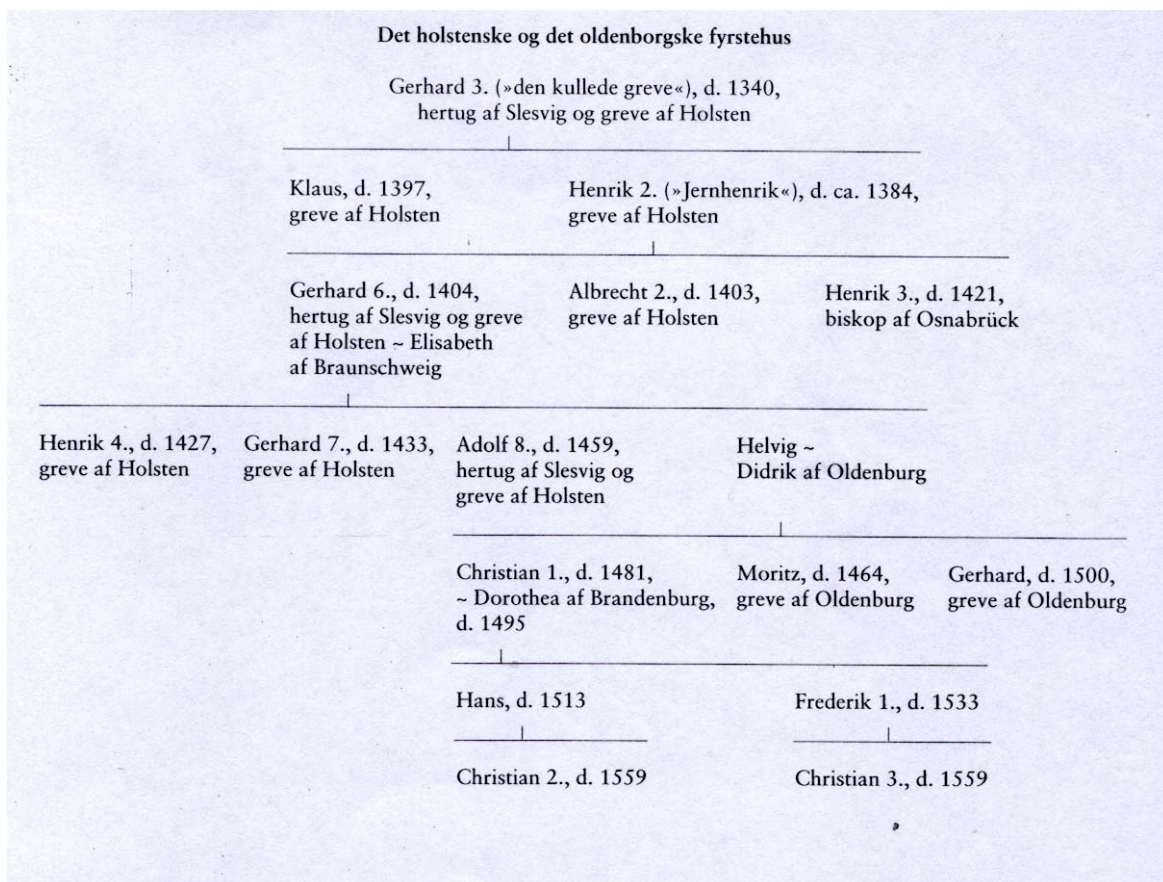 Det holstenske og det oldenborgske fyrstehus
Gerhard 3. (»den kullede greve«), d. 1340,
hertug af Slesvig og greve af Holsten
Klaus, d. 1397,
greve af Holsten
Henrik 2. (»Jernhenrik«), d. ca. 1384,
greve af Holsten
Gerhard 6., d. 1404,
hertug af Slesvig og greve
af Holsten ~ Elisabeth
af Braunschweig
Albrecht 2., d. 1403,
greve af Holsten
Henrik 3., d. 1421,
biskop af Osnabrück
Henrik 4., d. 1427,
greve af Holsten
Gerhard 7., d. 1433,
greve af Holsten
Adolf 8., d. 1459,
hertug af Slesvig og
greve af Holsten
Helvig ~
Didrik af Oldenburg
Christian 1., d. 1481,
~ Dorothea af Brandenburg,
d. 1495
Moritz, d. 1464,
greve af Oldenburg
Gerhard, d. 1500,
greve af Oldenburg
Hans, d. 1513
Frederik 1., d. 1533
Christian 2., d. 1559
Christian 3., d. 1559